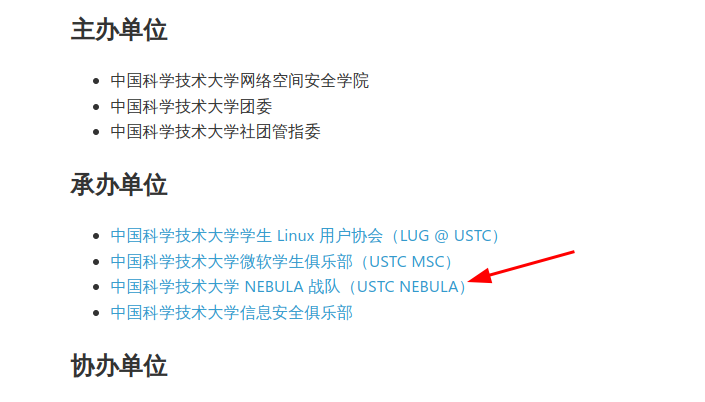 主办单位
中国科学技术大学网络空间安全学院
中国科学技术大学团委
中国科学技术大学社团管指委
承办单位
中国科学技术大学学生 Linux 用户协会（LUG @ USTC）
中国科学技术大学微软学生俱乐部（USTC MSC）
中国科学技术大学 NEBULA 战队（USTC NEBULA）
中国科学技术大学信息安全俱乐部
协办单位